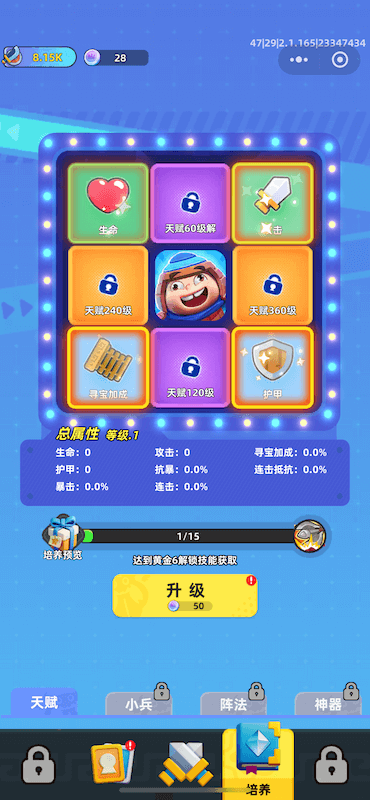 47|29|2.1.165|23347434
8.15K
28
生命
天赋60级解
击
天赋240级
天赋360级
寻宝加成
天赋120级
护甲
总属性 等级.1
生命：0 攻击：0 寻宝加成：0.0%
护甲：0 抗暴：0.0% 连击抵抗：0.0%
暴击：0.0% 连击：0.0%
1/15
培养预览
达到黄金6解锁技能获取
升级
50
天赋 小兵 阵法 神器
培养